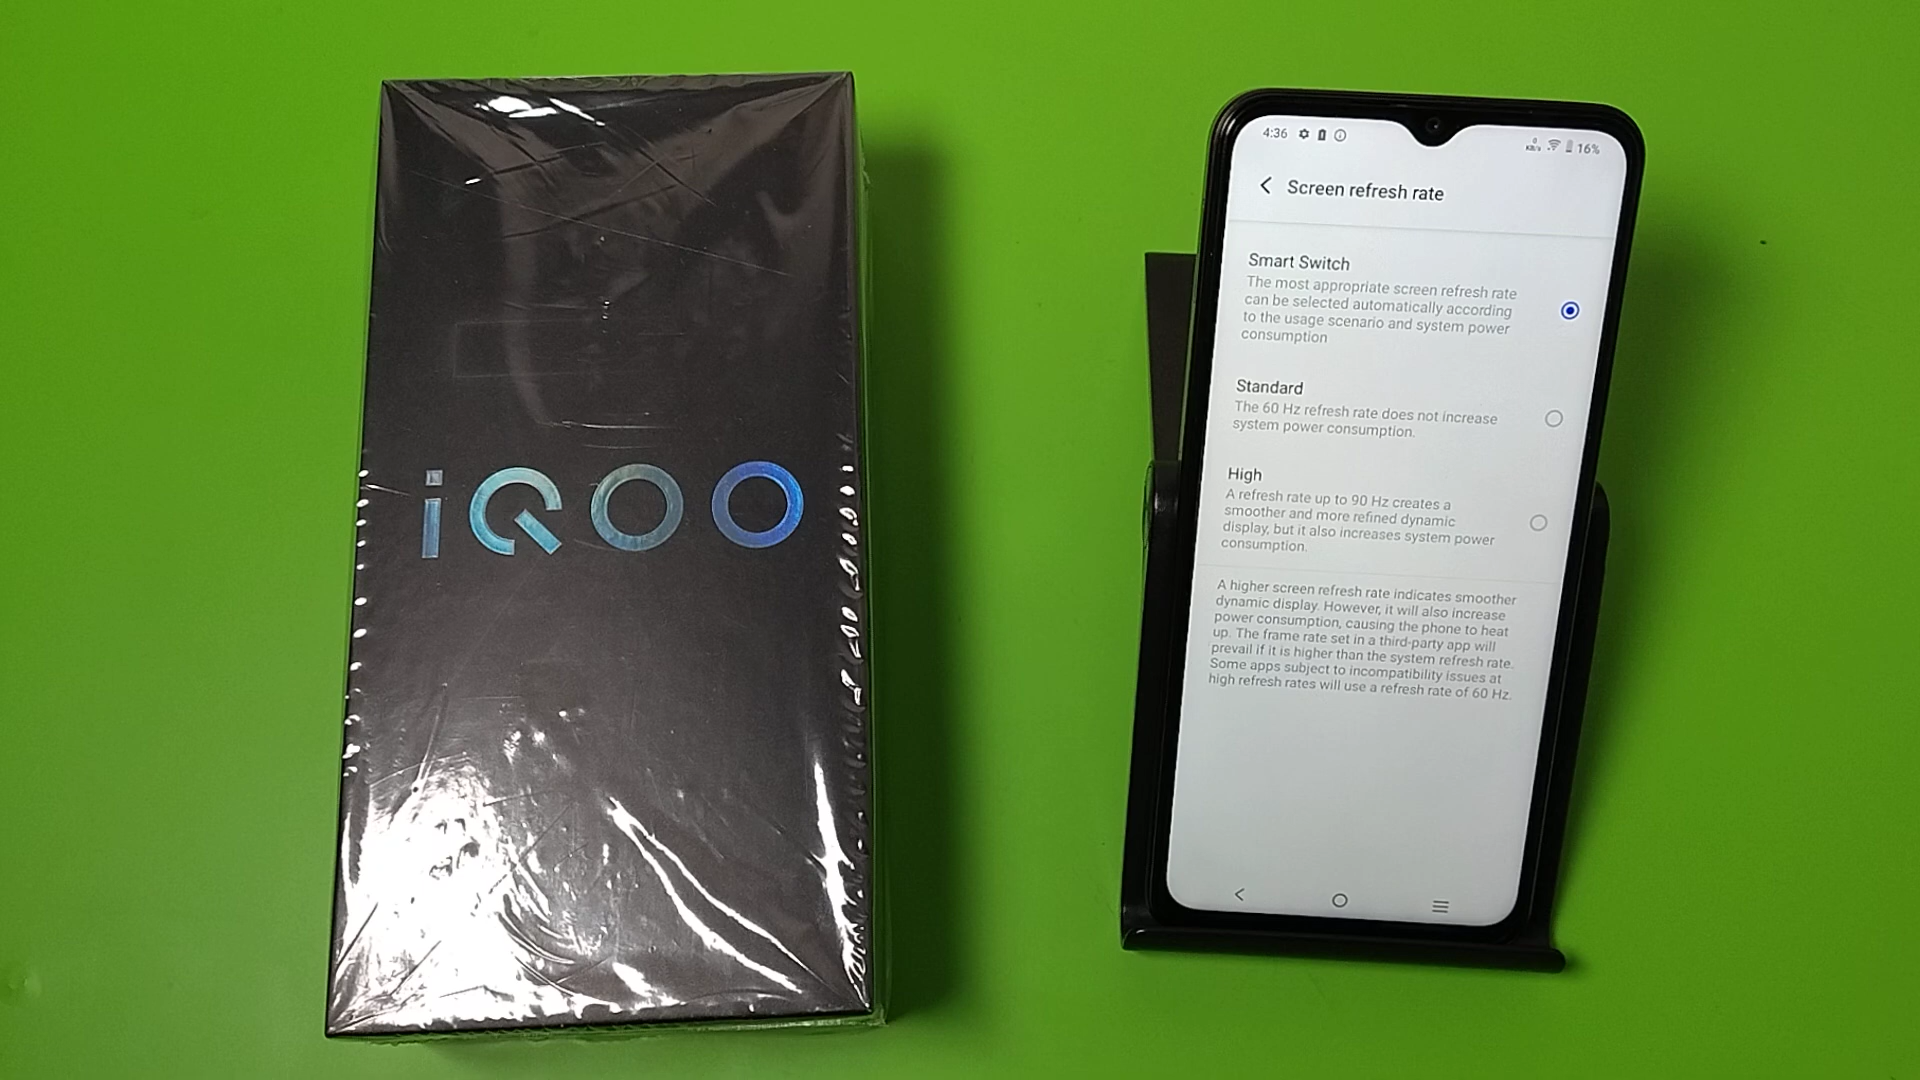 iQOO
4:36
0
KB/s
16%
Screen refresh rate
Smart Switch
The most appropriate screen refresh rate
can be selected automatically according
to the usage scenario and system power
consumption
Standard
The 60 Hz refresh rate does not increase
system power consumption.
High
A refresh rate up to 90 Hz creates a
smoother and more refined dynamic
display, but it also increases system power
consumption.
A higher screen refresh rate indicates smoother
dynamic display. However, it will also increase
power consumption, causing the phone to heat
up. The frame rate set in a third-party app will
prevail if it is higher than the system refresh rate.
Some apps subject to incompatibility issues at
high refresh rates will use a refresh rate of 60 Hz.